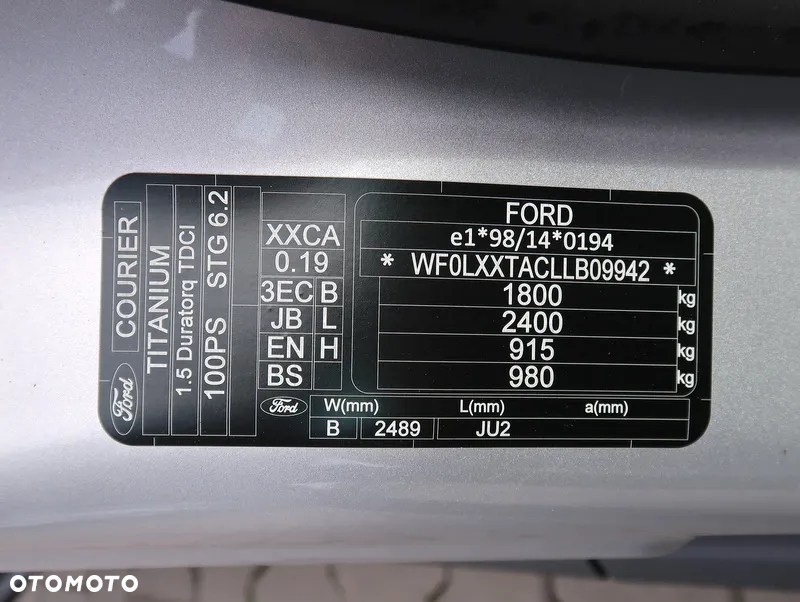 COURIER
TITANIUM
1.5 Duratorq TDCI
100PS STG 6.2
Ford
XXCA
0.19
3EC B
JB L
EN H
BS
FORD
e1*98/14*0194
* WF0LXXTACLLB09942 *
1800 kg
2400 kg
915 kg
980 kg
Ford W(mm) L(mm) a(mm)
B 2489 JU2
OTOMOTO